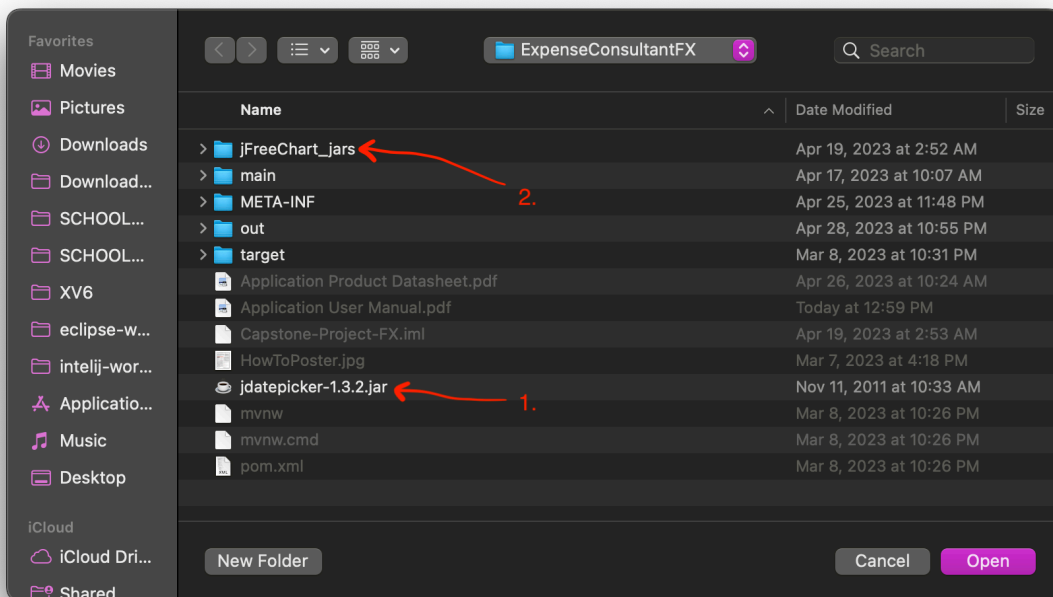 Favorites
Movies
Pictures
Downloads
Download...
SCHOOL...
SCHOOL...
XV6
eclipse-w...
intelij-wor...
Applicatio...
Music
Desktop
iCloud
iCloud Dri...
Shared
ExpenseConsultantFX
Search
Name Date Modified Size
jFreeChart_jars Apr 19, 2023 at 2:52 AM
main Apr 17, 2023 at 10:07 AM
2.
META-INF Apr 25, 2023 at 11:48 PM
out Apr 28, 2023 at 10:55 PM
target Mar 8, 2023 at 10:31 PM
Application Product Datasheet.pdf Apr 26, 2023 at 10:24 AM
Application User Manual.pdf Today at 12:59 PM
Capstone-Project-FX.iml Apr 19, 2023 at 2:53 AM
HowToPoster.jpg Mar 7, 2023 at 4:18 PM
jdatepicker-1.3.2.jar Nov 11, 2011 at 10:33 AM
1.
mvnw Mar 8, 2023 at 10:26 PM
mvnw.cmd Mar 8, 2023 at 10:26 PM
pom.xml Mar 8, 2023 at 10:26 PM
New Folder Cancel Open